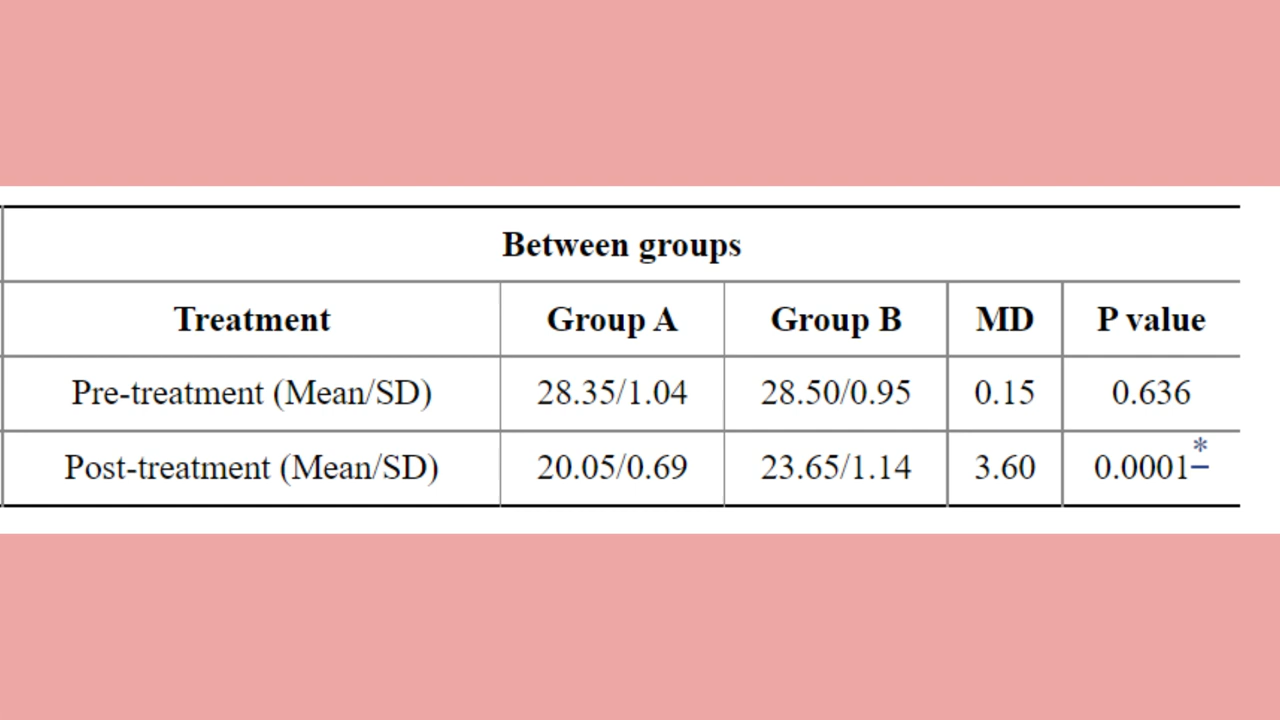 Between groups
Treatment Group A Group B MD P value
Pre-treatment (Mean/SD) 28.35/1.04 28.50/0.95 0.15 0.636
Post-treatment (Mean/SD) 20.05/0.69 23.65/1.14 3.60 0.0001*